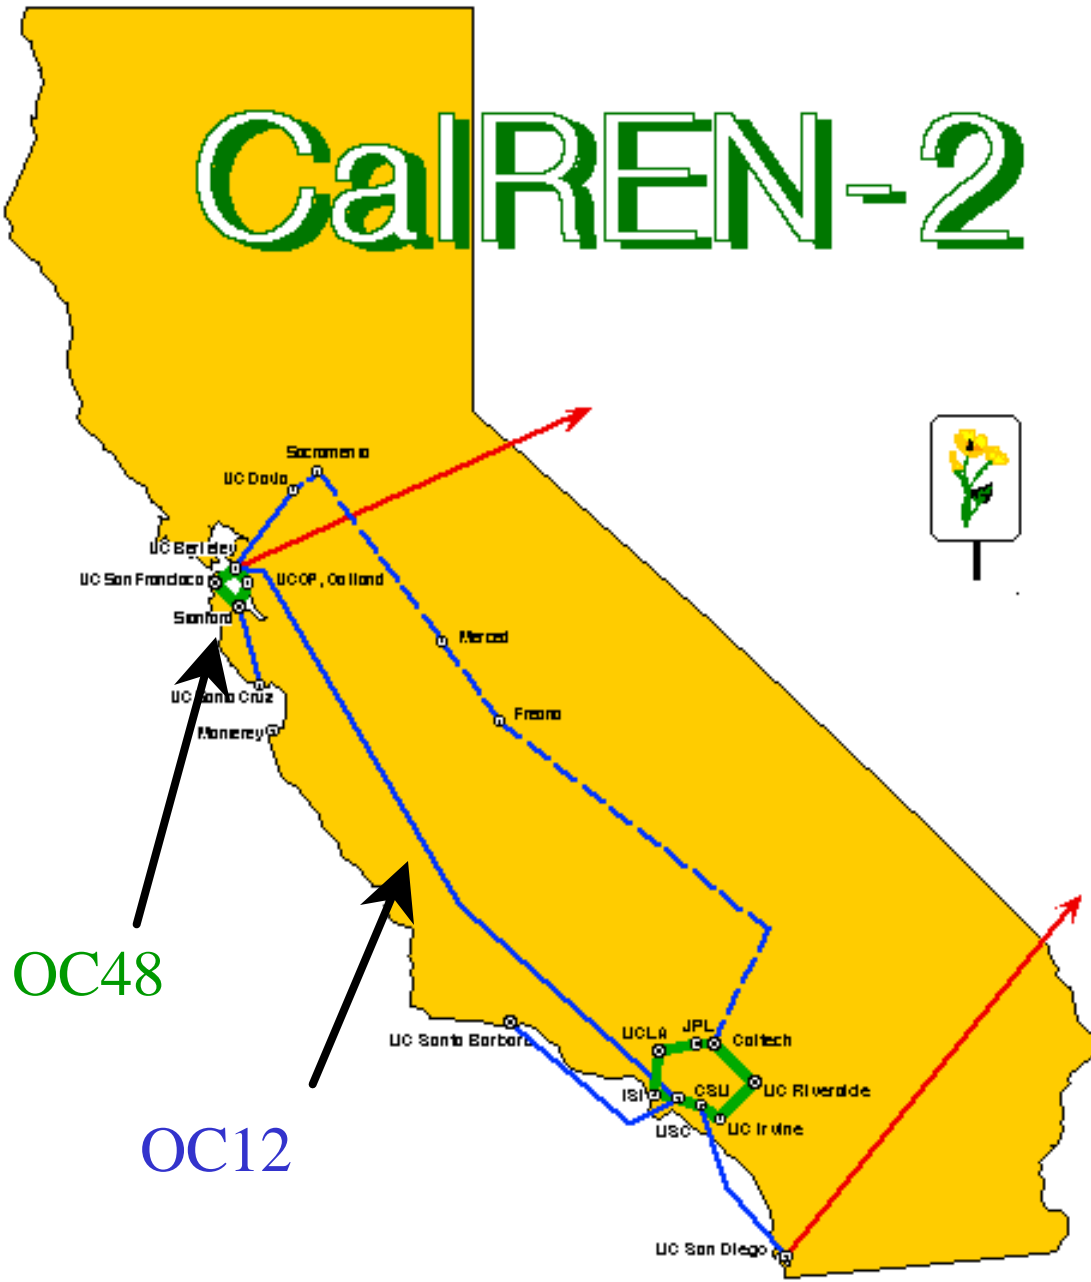 CalREN-2
Sacramento
UC Davis
UC Berkeley
UC San Francisco
UCOP, Oakland
Stanford
Merced
UC Santa Cruz
Fresno
Monterey
OC48
UC Santa Barbara
UCLA
JPL
Caltech
ISI
CSU
UC Riverside
USC
UC Irvine
OC12
UC San Diego